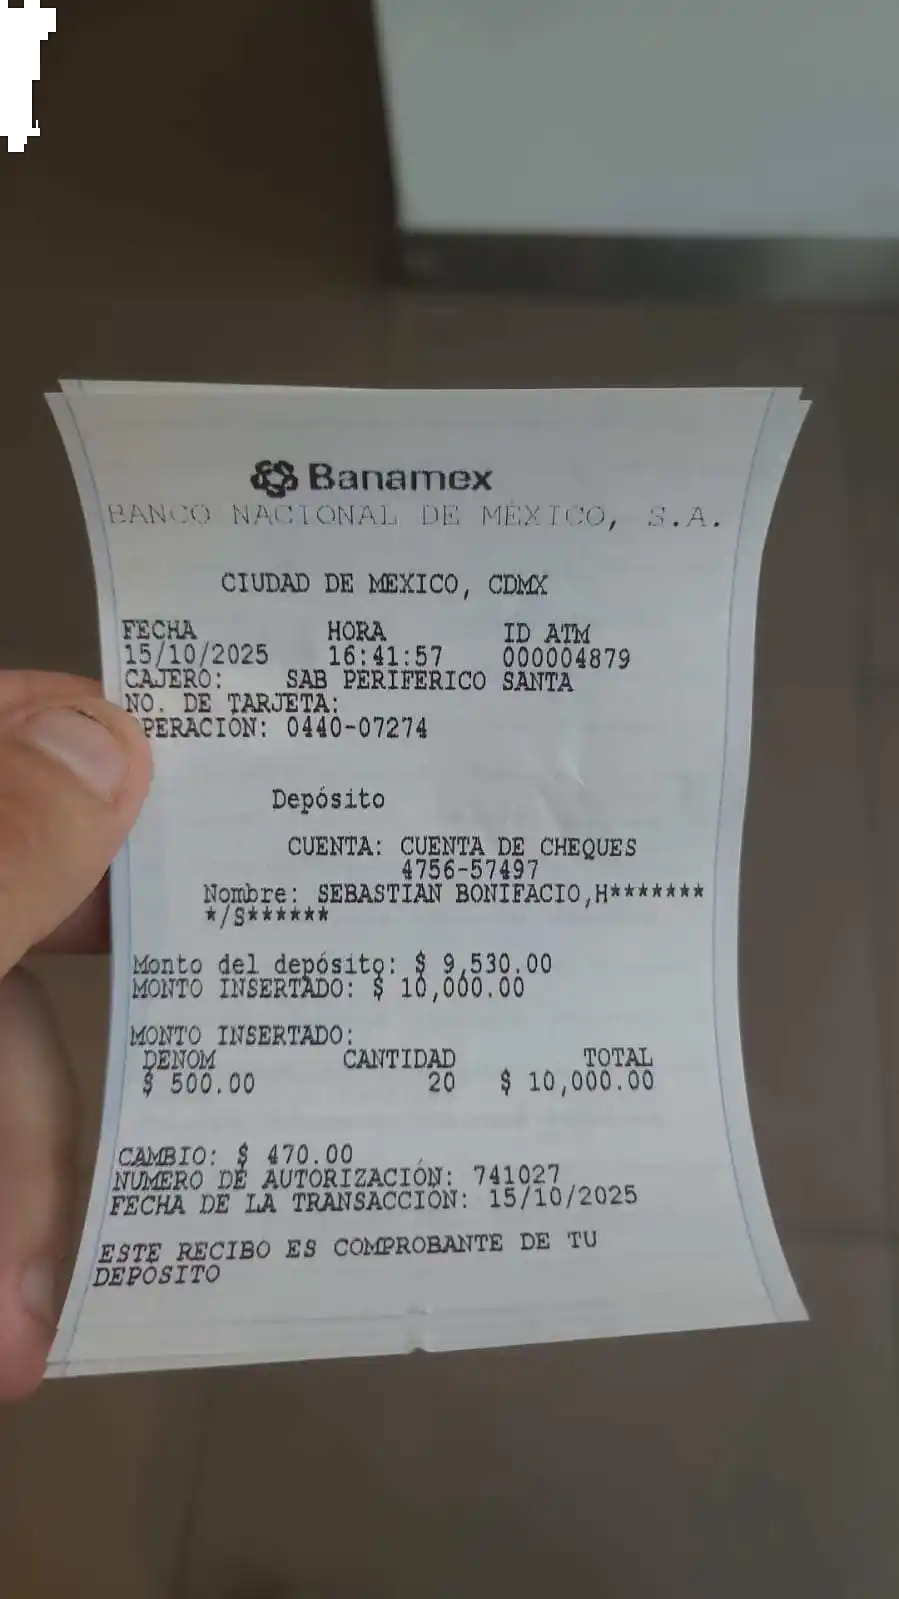 Banamex
BANCO NACIONAL DE MÉXICO, S.A.
CIUDAD DE MEXICO, CDMX
FECHA HORA ID ATM
15/10/2025 16:41:57 000004879
CAJERO: SAB PERIFERICO SANTA
NO. DE TARJETA:
OPERACIÓN: 0440-07274
Depósito
CUENTA: CUENTA DE CHEQUES
4756-57497
Nombre: SEBASTIAN BONIFACIO,H*******
*/S******
Monto del depósito: $ 9,530.00
MONTO INSERTADO: $ 10,000.00
MONTO INSERTADO:
DENOM CANTIDAD TOTAL
$ 500.00 20 $ 10,000.00
CAMBIO: $ 470.00
NUMERO DE AUTORIZACIÓN: 741027
FECHA DE LA TRANSACCION: 15/10/2025
ESTE RECIBO ES COMPROBANTE DE TU
DEPÓSITO